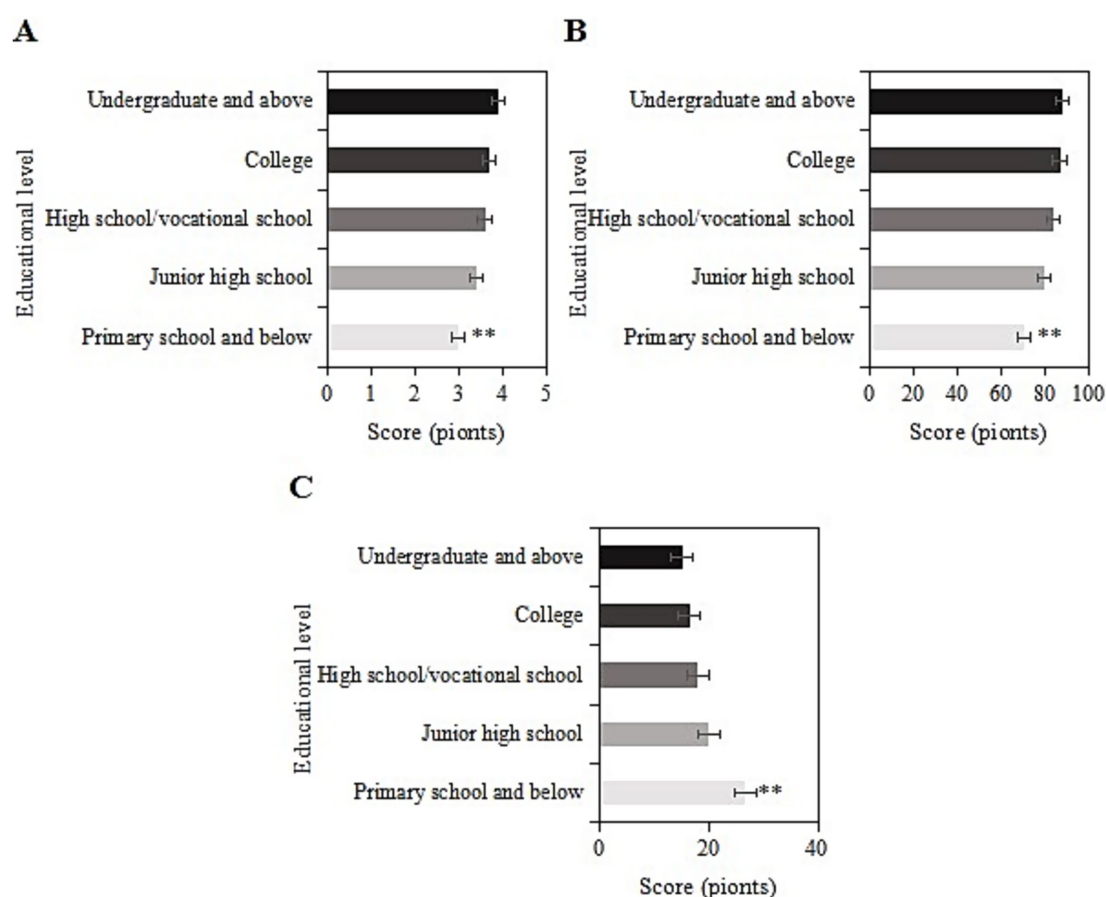 A
Educational level
Undergraduate and above
College
High school/vocational school
Junior high school
Primary school and below
**
0 1 2 3 4 5
Score (pionts)
B
Educational level
Undergraduate and above
College
High school/vocational school
Junior high school
Primary school and below
**
0 20 40 60 80 100
Score (pionts)
C
Educational level
Undergraduate and above
College
High school/vocational school
Junior high school
Primary school and below
**
0 20 40
Score (pionts)